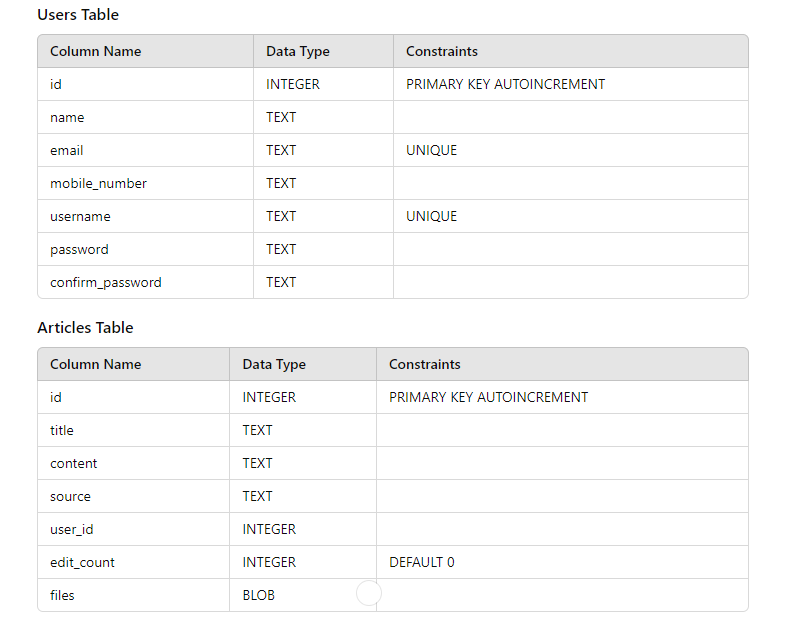 Users Table
Column Name Data Type Constraints
id INTEGER PRIMARY KEY AUTOINCREMENT
name TEXT
email TEXT UNIQUE
mobile_number TEXT
username TEXT UNIQUE
password TEXT
confirm_password TEXT
Articles Table
Column Name Data Type Constraints
id INTEGER PRIMARY KEY AUTOINCREMENT
title TEXT
content TEXT
source TEXT
user_id INTEGER
edit_count INTEGER DEFAULT 0
files BLOB